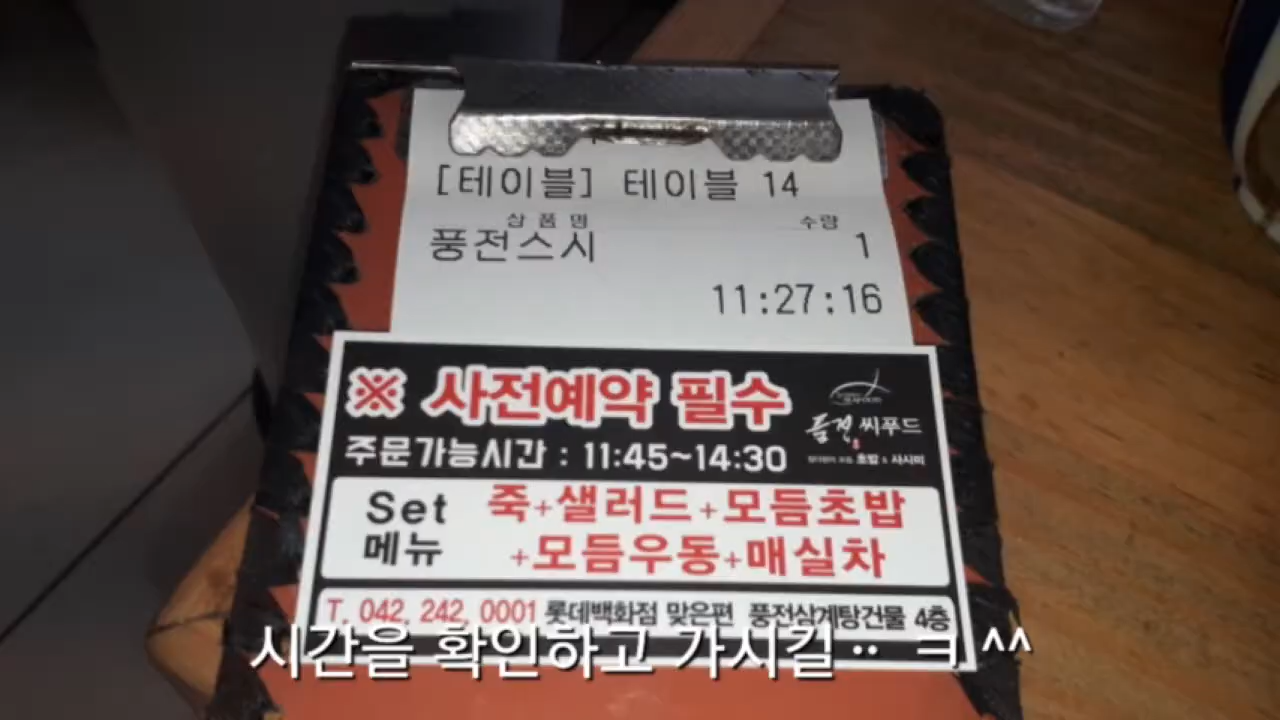 [테이블] 테이블 14
상품명 수량
풍전스시 1
11:27:16
※ 사전예약 필수
풍전 씨푸드
주문가능시간 : 11:45~14:30
초밥 & 사시미
Set 메뉴
죽+샐러드+모듬초밥
+모듬우동+매실차
T. 042. 242. 0001 롯데백화점 맞은편 풍전삼계탕건물 4층
시간을 확인하고 가시길.. ㅋ ^^